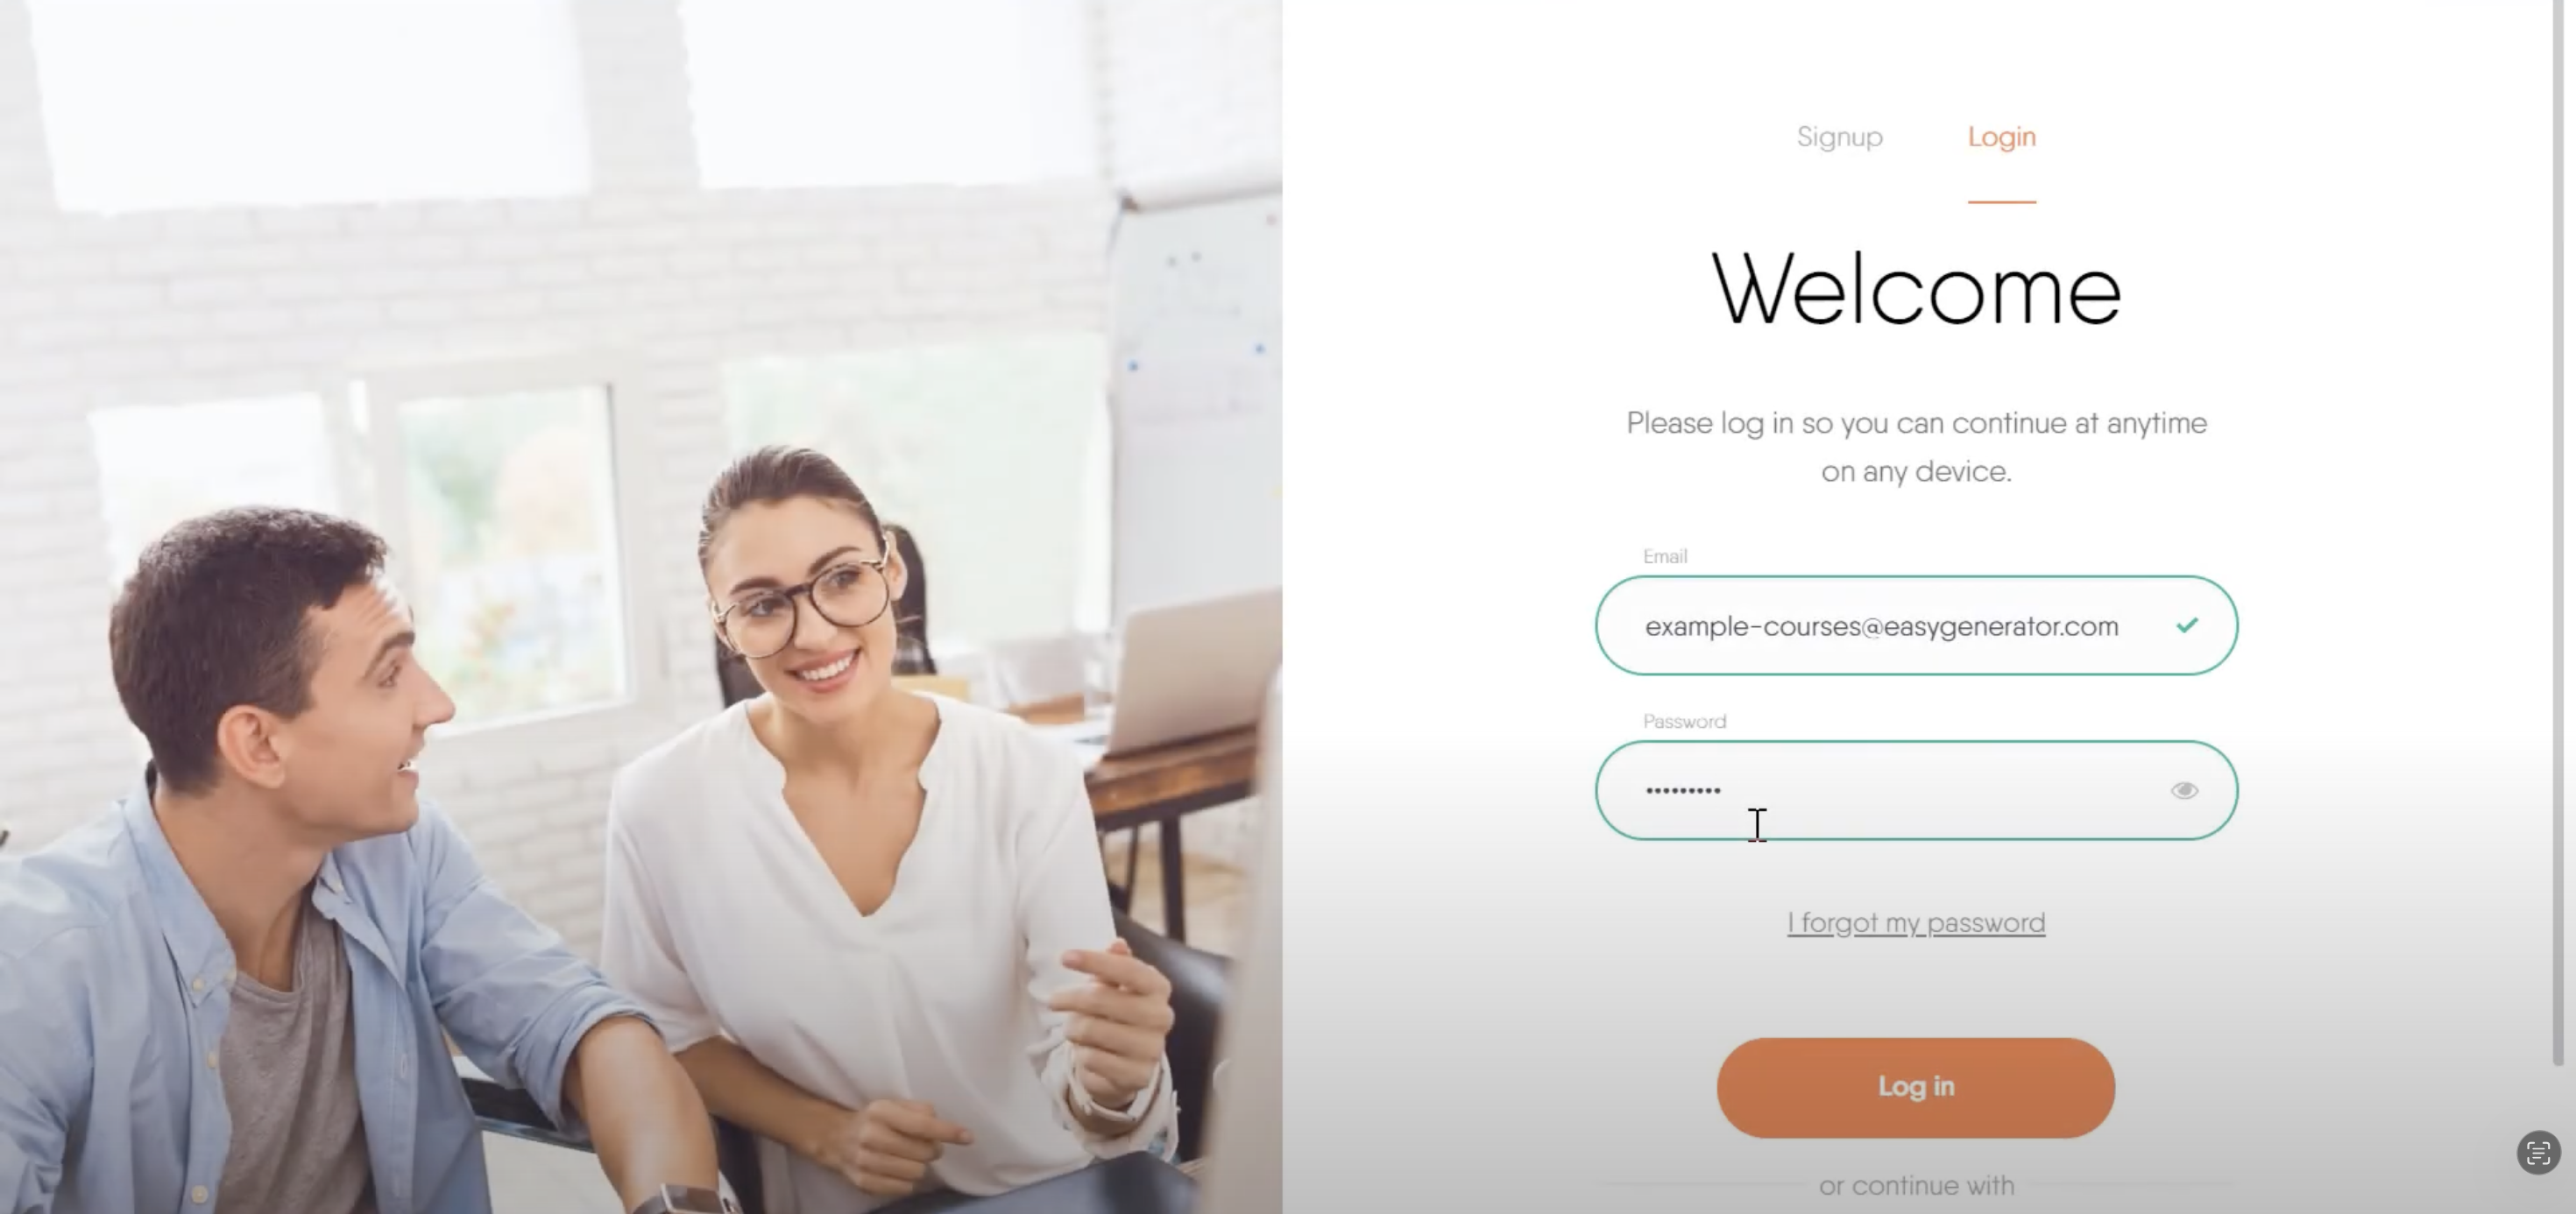 Signup Login
Welcome
Please log in so you can continue at anytime
on any device.
Email
example-courses@easygenerator.com
Password
•••••••••
I forgot my password
Log in
or continue with